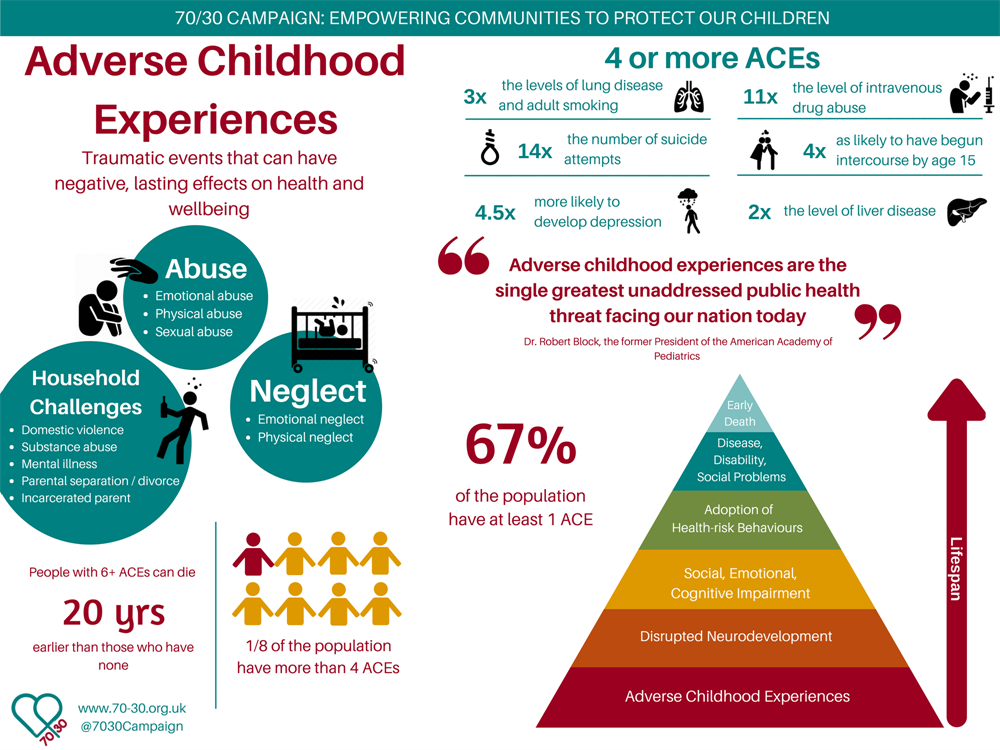 70/30 CAMPAIGN: EMPOWERING COMMUNITIES TO PROTECT OUR CHILDREN
Adverse Childhood
Experiences
Traumatic events that can have
negative, lasting effects on health and
wellbeing
Abuse
• Emotional abuse
• Physical abuse
• Sexual abuse
Household
Challenges
• Domestic violence
• Substance abuse
• Mental illness
• Parental separation / divorce
• Incarcerated parent
Neglect
• Emotional neglect
• Physical neglect
People with 6+ ACEs can die
20 yrs
earlier than those who have
none
1/8 of the population
have more than 4 ACEs
70/30
www.70-30.org.uk
@7030Campaign
4 or more ACEs
3x
the levels of lung disease
and adult smoking
11x
the level of intravenous
drug abuse
14x
the number of suicide
attempts
4x
as likely to have begun
intercourse by age 15
4.5x
more likely to
develop depression
2x
the level of liver disease
“
Adverse childhood experiences are the
single greatest unaddressed public health
threat facing our nation today
”
Dr. Robert Block, the former President of the American Academy of
Pediatrics
67%
of the population
have at least 1 ACE
Early
Death
Disease,
Disability,
Social Problems
Adoption of
Health-risk Behaviours
Social, Emotional,
Cognitive Impairment
Disrupted Neurodevelopment
Adverse Childhood Experiences
Lifespan